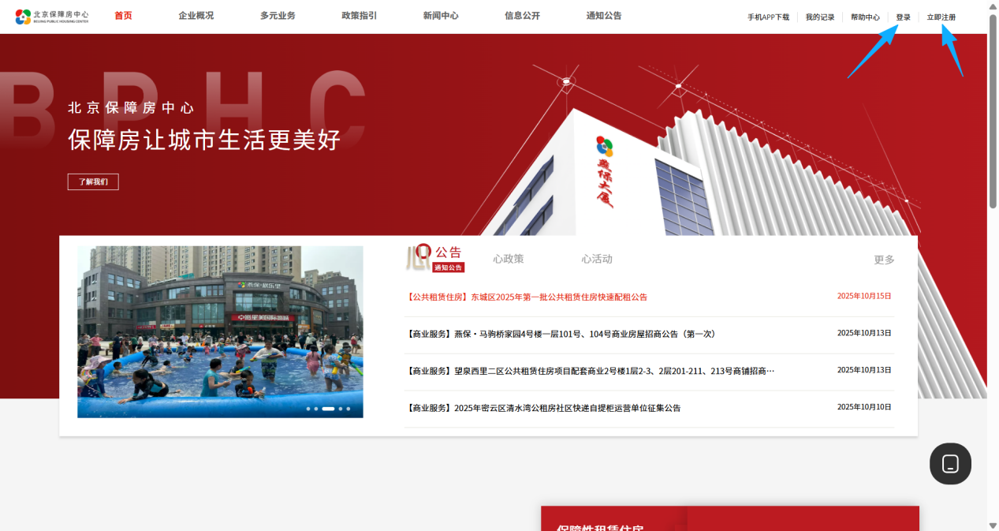 北京保障房中心
BEIJING PUBLIC HOUSING CENTER
首页 企业概况 多元业务 政策指引 新闻中心 信息公开 通知公告 手机APP下载 我的记录 帮助中心 登录 立即注册
BPHC
北京保障房中心
保障房让城市生活更美好
了解我们
燕保大厦
公告 心政策 心活动 更多
通知公告
【公共租赁住房】东城区2025年第一批公共租赁住房快速配租公告 2025年10月15日
【商业服务】燕保·马驹桥家园4号楼一层101号、104号商业房屋招商公告（第一次） 2025年10月13日
【商业服务】望泉西里二区公共租赁住房项目配套商业2号楼1层2-3、2层201-211、213号商铺招商… 2025年10月13日
【商业服务】2025年密云区清水湾公租房社区快递自提柜运营单位征集公告 2025年10月10日
保障性租赁住房